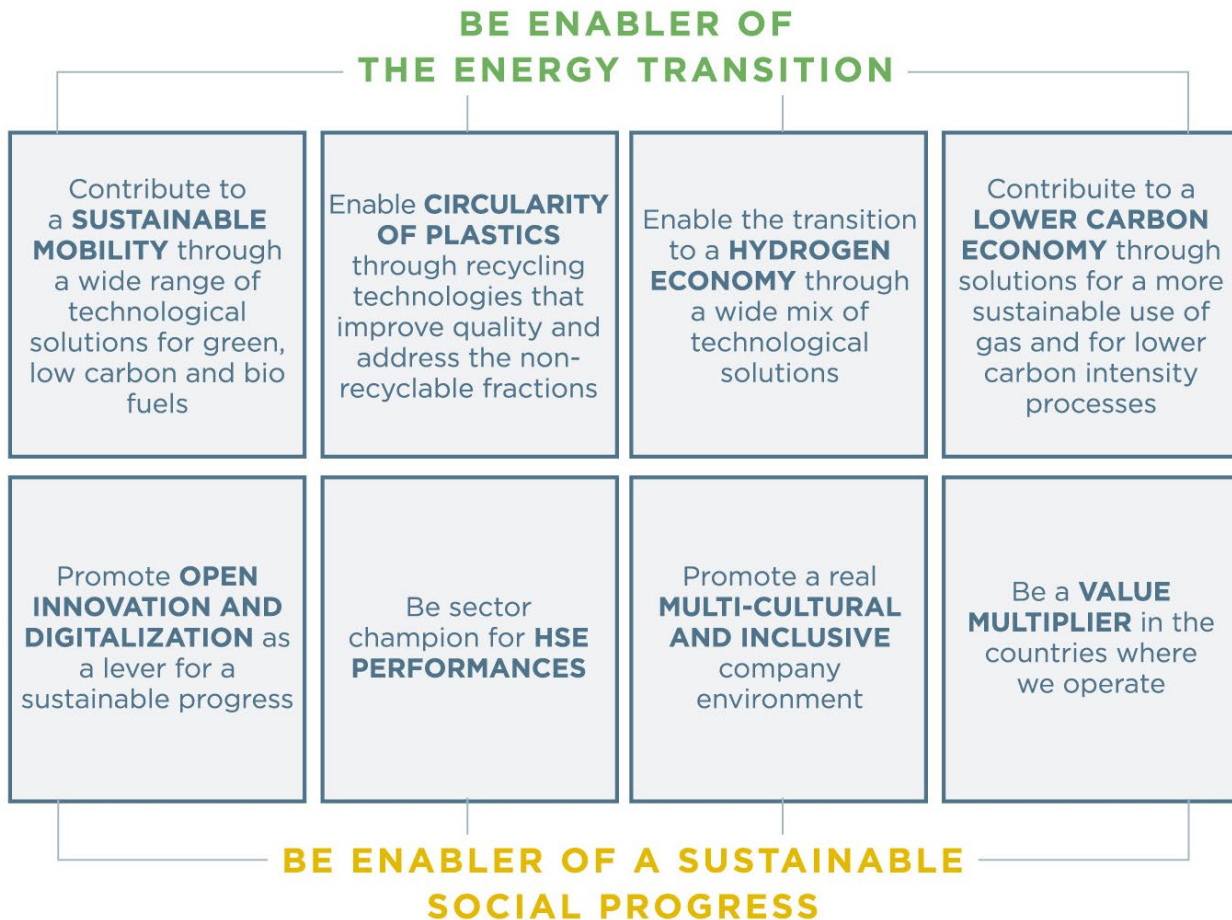 BE ENABLER OF
THE ENERGY TRANSITION
Contribute to
a SUSTAINABLE
MOBILITY through
a wide range of
technological
solutions for green,
low carbon and bio
fuels
Enable CIRCULARITY
OF PLASTICS
through recycling
technologies that
improve quality and
address the non-
recyclable fractions
Enable the transition
to a HYDROGEN
ECONOMY through
a wide mix of
technological
solutions
Contribuite to a
LOWER CARBON
ECONOMY through
solutions for a more
sustainable use of
gas and for lower
carbon intensity
processes
Promote OPEN
INNOVATION AND
DIGITALIZATION as
a lever for a
sustainable progress
Be sector
champion for HSE
PERFORMANCES
Promote a real
MULTI-CULTURAL
AND INCLUSIVE
company
environment
Be a VALUE
MULTIPLIER in the
countries where
we operate
BE ENABLER OF A SUSTAINABLE
SOCIAL PROGRESS